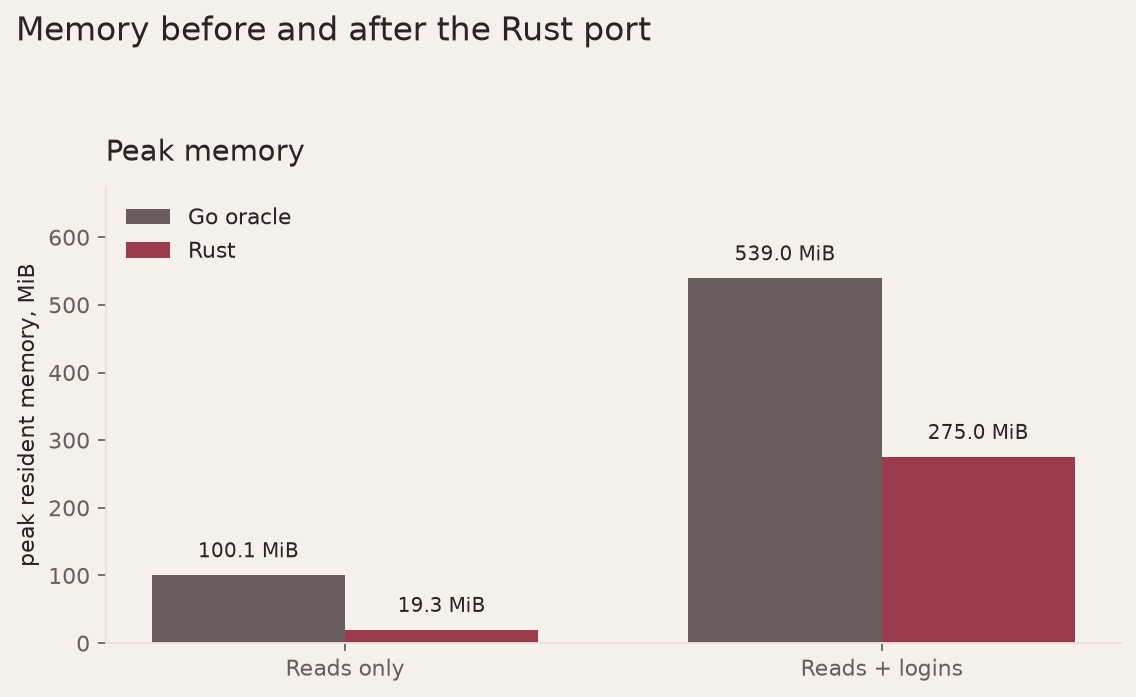 Memory before and after the Rust port
Peak memory
Go oracle
Rust
peak resident memory, MiB
600
500
400
300
200
100
0
100.1 MiB
19.3 MiB
539.0 MiB
275.0 MiB
Reads only
Reads + logins